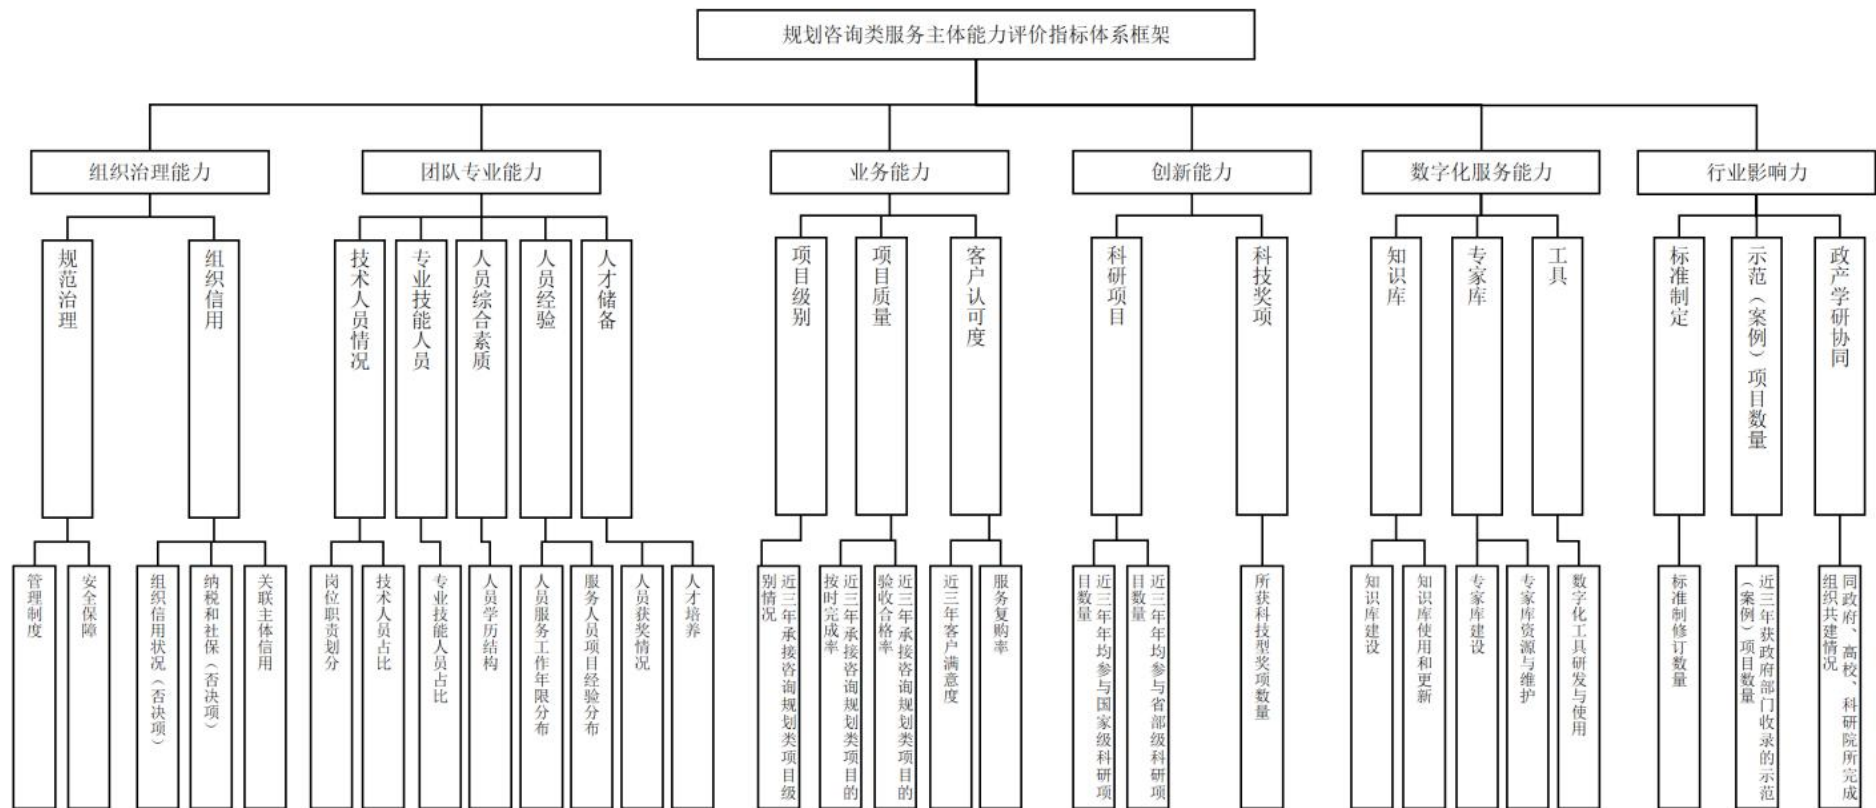 规划咨询类服务主体能力评价指标体系框架
组织治理能力
团队专业能力
业务能力
创新能力
数字化服务能力
行业影响力
规范治理
组织信用
技术人员情况
专业技能人员
人员综合素质
人员经验
人才储备
项目级别
项目质量
客户认可度
科研项目
科技奖项
知识库
专家库
工具
标准制定
示范（案例）项目数量
政产学研协同
管理制度
安全保障
组织信用状况（否决项）
纳税和社保（否决项）
关联主体信用
岗位职责划分
技术人员占比
专业技能人员占比
人员学历结构
人员服务工作年限分布
服务人员项目经验分布
人员获奖情况
人才培养
近三年承接咨询规划类项目级
别情况
近三年承接咨询规划类项目的
按时完成率
近三年承接咨询规划类项目的
验收合格率
近三年客户满意度
服务复购率
近三年年均参与国家级科研项
目数量
近三年年均参与省部级科研项
目数量
所获科技型奖项数量
知识库建设
知识库使用和更新
专家库建设
专家库资源与维护
数字化工具研发与使用
标准制修订数量
近三年获政府部门收录的示范
（案例）项目数量
同政府、高校、科研院所完成
组织共建情况